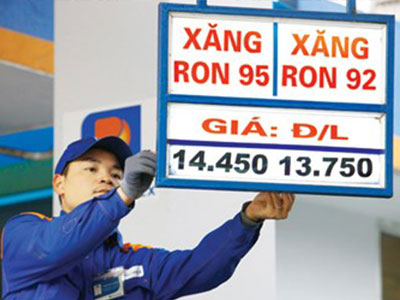 XĂNG XĂNG
RON 95 RON 92
GIÁ: Đ/L
14.450 13.750